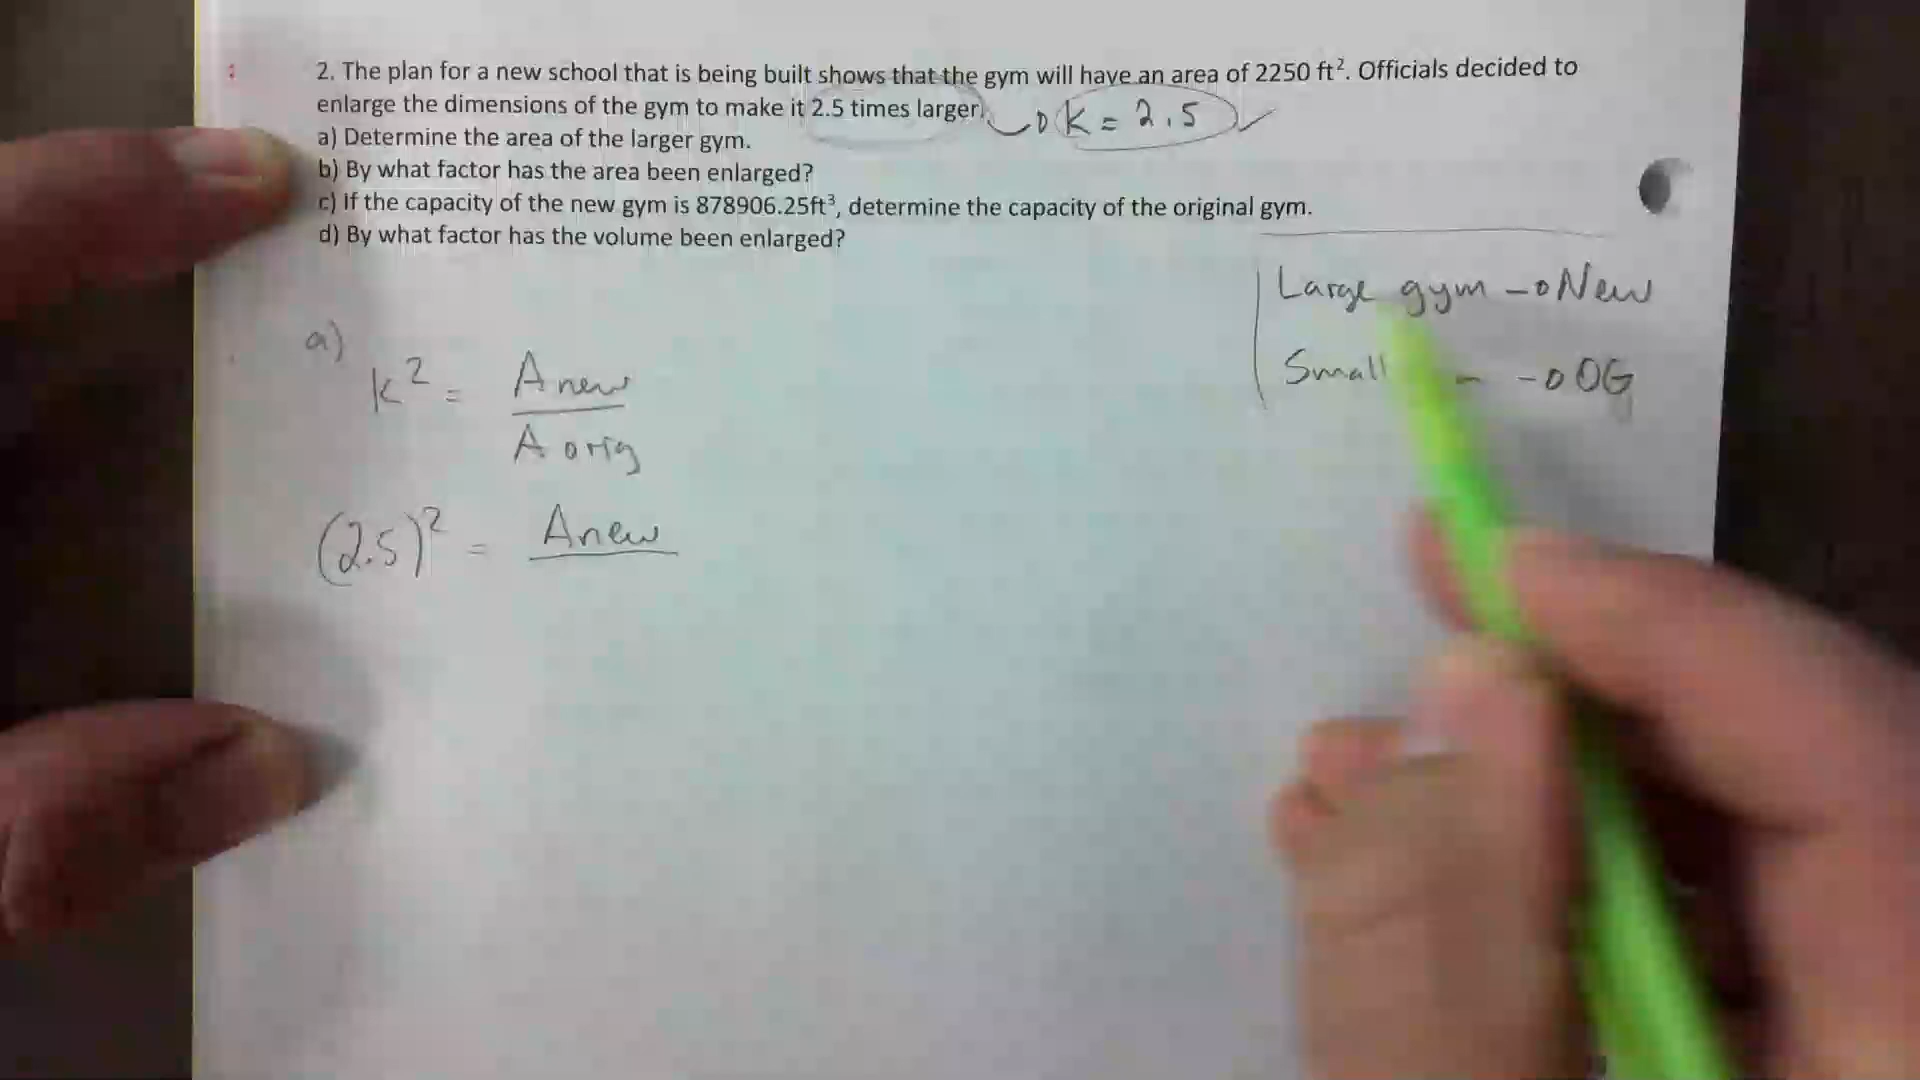 2. The plan for a new school that is being built shows that the gym will have an area of 2250 ft². Officials decided to
enlarge the dimensions of the gym to make it 2.5 times larger.
k = 2.5
a) Determine the area of the larger gym.
b) By what factor has the area been enlarged?
c) If the capacity of the new gym is 878906.25ft³, determine the capacity of the original gym.
d) By what factor has the volume been enlarged?
Large gym → New
Small - → OG
a)
k² = A new
A orig
(2.5)² = A new